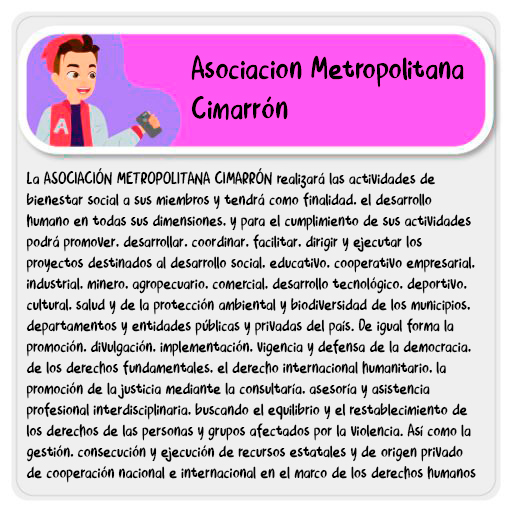 Asociacion Metropolitana
Cimarrón
A
La ASOCIACIÓN METROPOLITANA CIMARRÓN realizará las actividades de
bienestar social a sus miembros y tendrá como finalidad. el desarrollo
humano en todas sus dimensiones. y para el cumplimiento de sus actividades
podrá promover. desarrollar. coordinar. facilitar. dirigir y ejecutar los
proyectos destinados al desarrollo social. educativo. cooperativo empresarial.
industrial. minero. agropecuario. comercial. desarrollo tecnológico. deportivo.
cultural. salud y de la protección ambiental y biodiversidad de los municipios.
departamentos y entidades públicas y privadas del país. De igual forma la
promoción. divulgación. implementación. vigencia y defensa de la democracia.
de los derechos fundamentales. el derecho internacional humanitario. la
promoción de la justicia mediante la consultaría. asesoría y asistencia
profesional interdisciplinaria. buscando el equilibrio y el restablecimiento de
los derechos de las personas y grupos afectados por la violencia. Así como la
gestión. consecución y ejecución de recursos estatales y de origen privado
de cooperación nacional e internacional en el marco de los derechos humanos